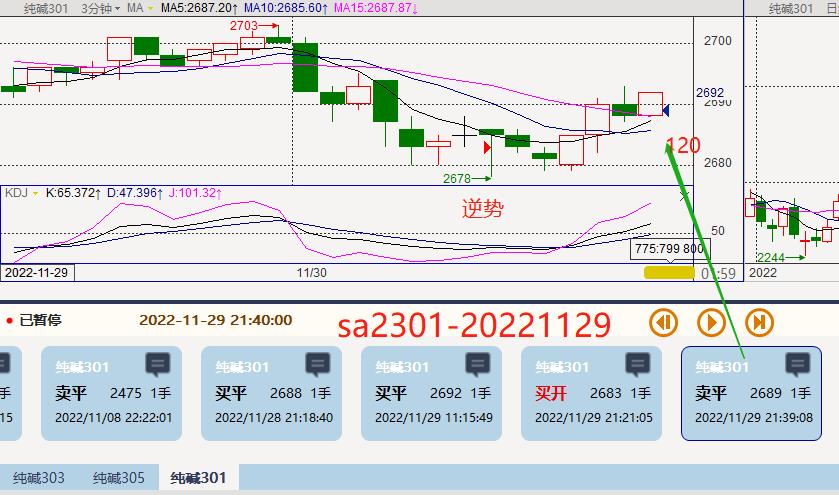 纯碱301 3分钟 MA MA5:2687.20↑ MA10:2685.60↑ MA15:2687.87↓ 纯碱301 日
2703
2700
2692
2690
120
2680
2678
KDJ K:65.372↑ D:47.396↑ J:101.32↑
逆势
50
775:799 800
2244
2022-11-29 11/30 01:59 2022
已暂停 2022-11-29 21:40:00 sa2301-20221129
纯碱301 纯碱301 纯碱301 纯碱301 纯碱301
手 卖平 2475 1手 买平 2688 1手 买平 2692 1手 买开 2683 1手 卖平 2689 1手
15 2022/11/08 22:22:01 2022/11/28 21:18:40 2022/11/29 11:15:49 2022/11/29 21:21:05 2022/11/29 21:39:08
纯碱303 纯碱305 纯碱301